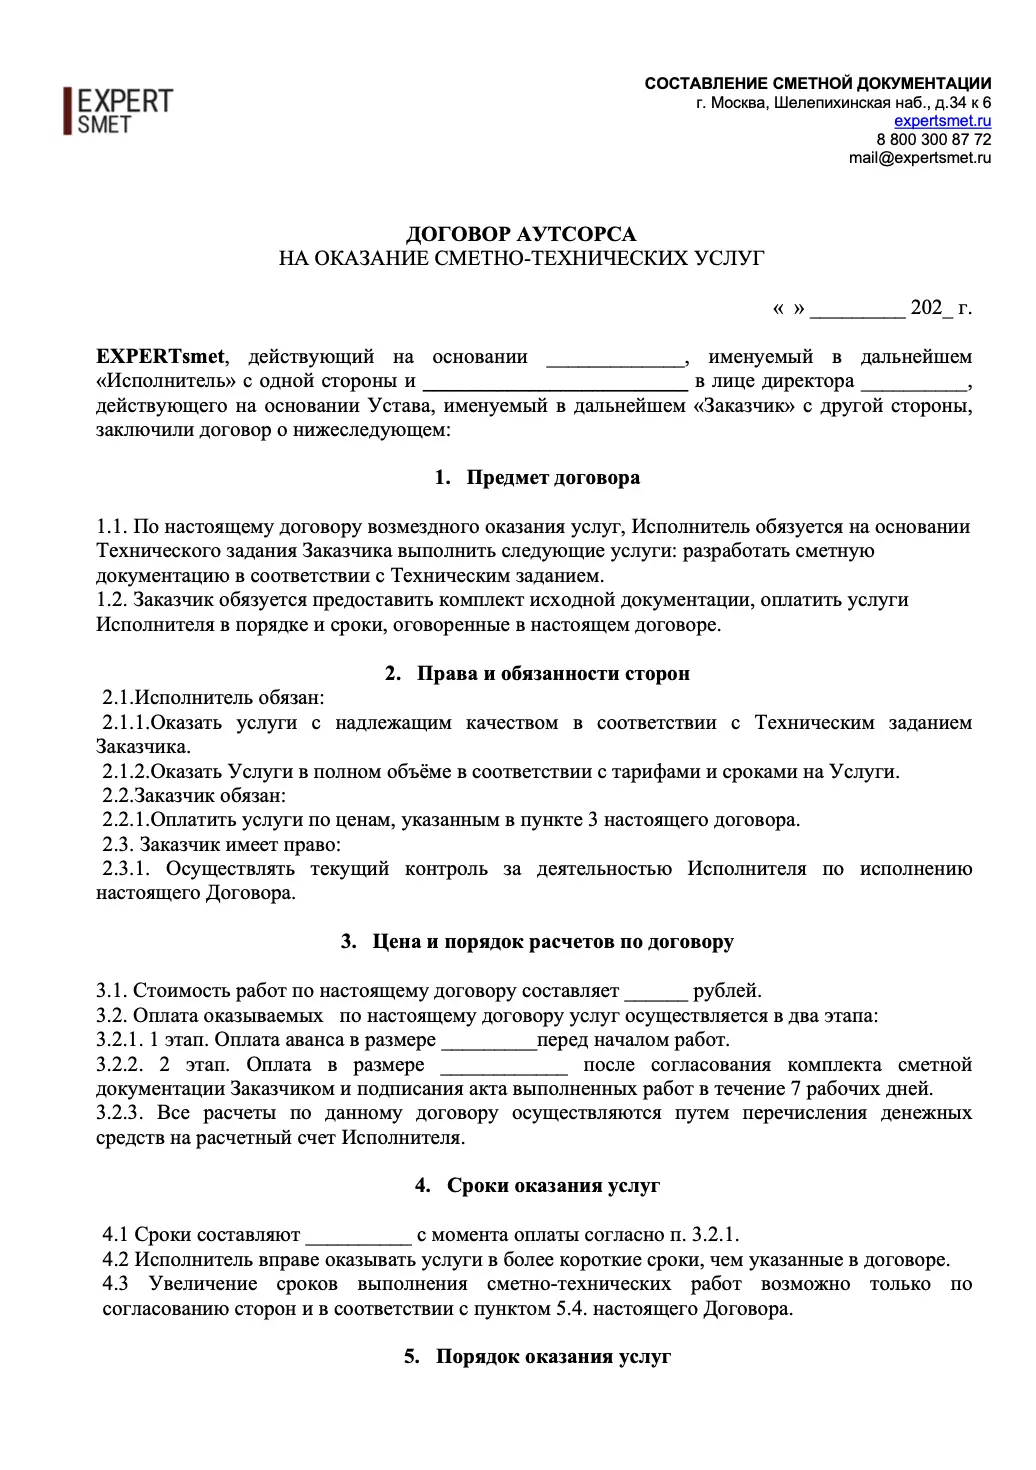 EXPERT
SMET
СОСТАВЛЕНИЕ СМЕТНОЙ ДОКУМЕНТАЦИИ
г. Москва, Шелепихинская наб., д.34 к 6
expertsmet.ru
8 800 300 87 72
mail@expertsmet.ru
ДОГОВОР АУТСОРСА
НА ОКАЗАНИЕ СМЕТНО-ТЕХНИЧЕСКИХ УСЛУГ
«  » _________ 202_ г.
EXPERTsmet, действующий на основании _____________, именуемый в дальнейшем
«Исполнитель» с одной стороны и _________________________ в лице директора __________,
действующего на основании Устава, именуемый в дальнейшем «Заказчик» с другой стороны,
заключили договор о нижеследующем:
1. Предмет договора
1.1. По настоящему договору возмездного оказания услуг, Исполнитель обязуется на основании
Технического задания Заказчика выполнить следующие услуги: разработать сметную
документацию в соответствии с Техническим заданием.
1.2. Заказчик обязуется предоставить комплект исходной документации, оплатить услуги
Исполнителя в порядке и сроки, оговоренные в настоящем договоре.
2. Права и обязанности сторон
2.1.Исполнитель обязан:
2.1.1.Оказать услуги с надлежащим качеством в соответствии с Техническим заданием
Заказчика.
2.1.2.Оказать Услуги в полном объёме в соответствии с тарифами и сроками на Услуги.
2.2.Заказчик обязан:
2.2.1.Оплатить услуги по ценам, указанным в пункте 3 настоящего договора.
2.3. Заказчик имеет право:
2.3.1. Осуществлять текущий контроль за деятельностью Исполнителя по исполнению
настоящего Договора.
3. Цена и порядок расчетов по договору
3.1. Стоимость работ по настоящему договору составляет ______ рублей.
3.2. Оплата оказываемых   по настоящему договору услуг осуществляется в два этапа:
3.2.1. 1 этап. Оплата аванса в размере _________перед началом работ.
3.2.2. 2 этап. Оплата в размере ____________ после согласования комплекта сметной
документации Заказчиком и подписания акта выполненных работ в течение 7 рабочих дней.
3.2.3. Все расчеты по данному договору осуществляются путем перечисления денежных
средств на расчетный счет Исполнителя.
4. Сроки оказания услуг
4.1 Сроки составляют __________ с момента оплаты согласно п. 3.2.1.
4.2 Исполнитель вправе оказывать услуги в более короткие сроки, чем указанные в договоре.
4.3 Увеличение сроков выполнения сметно-технических работ возможно только по
согласованию сторон и в соответствии с пунктом 5.4. настоящего Договора.
5. Порядок оказания услуг